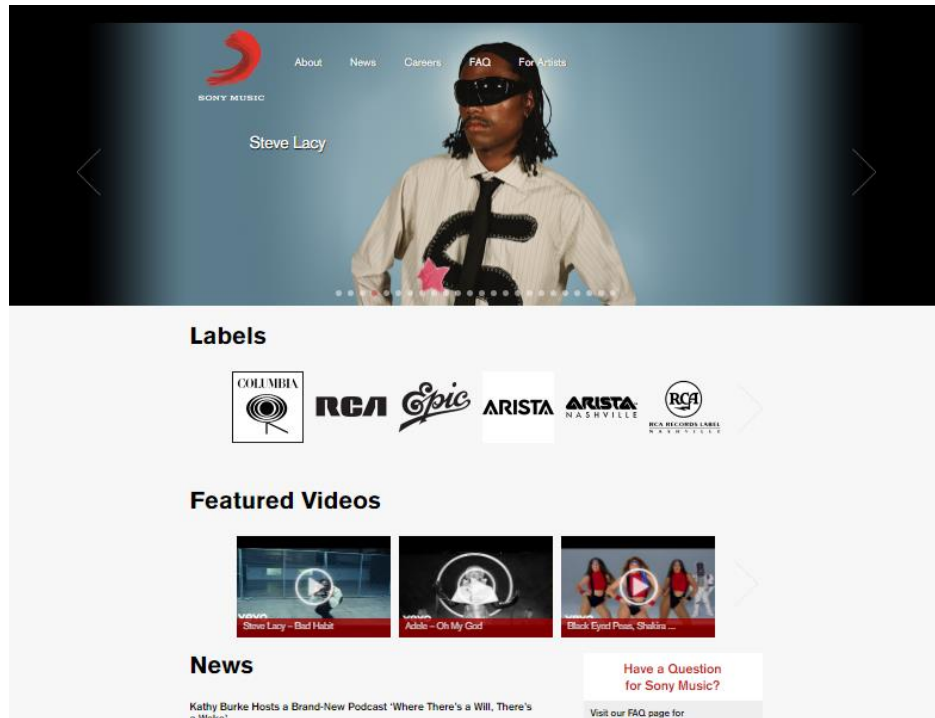 About News Careers FAQ For Artists
SONY MUSIC
Steve Lacy
Labels
COLUMBIA
RCA Epic ARISTA ARISTA NASHVILLE RCA
RCA RECORDS LABEL
NASHVILLE
Featured Videos
vevo vevo vevo
Steve Lacy – Bad Habit Adele – Oh My God Black Eyed Peas, Shakira ...
News
Have a Question
for Sony Music?
Kathy Burke Hosts a Brand-New Podcast ‘Where There’s a Will, There’s
a Wake’
Visit our FAQ page for